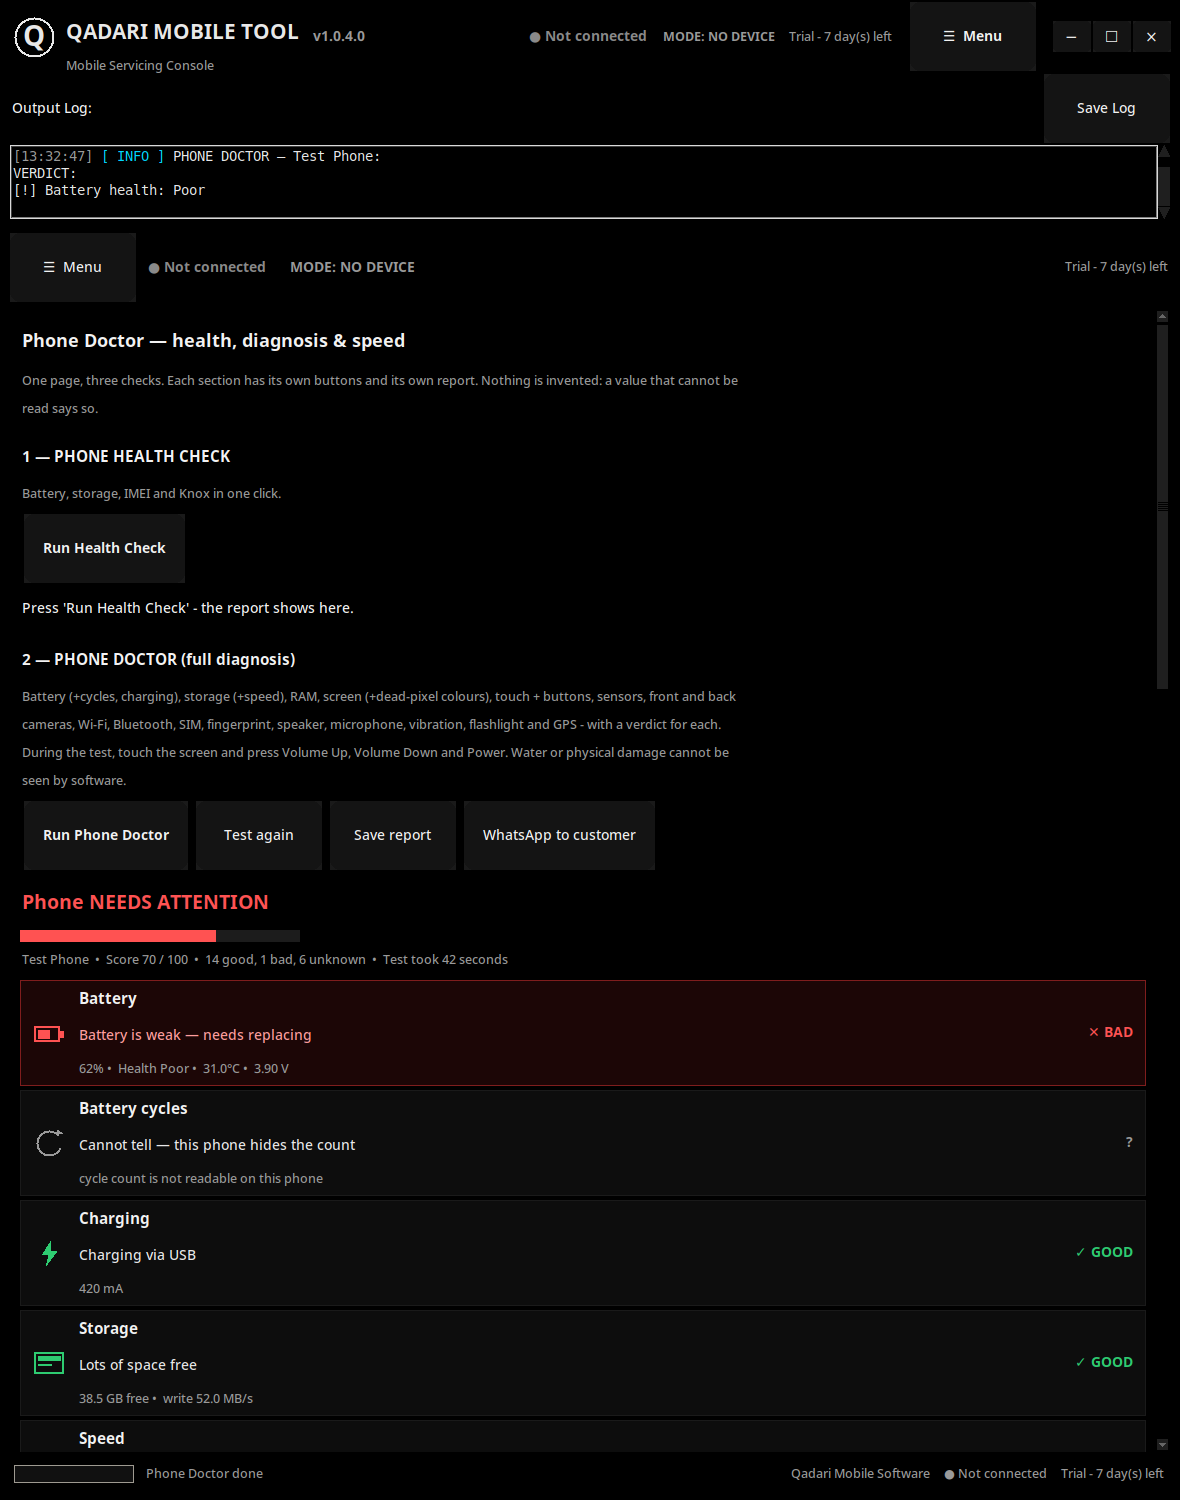 Q QADARI MOBILE TOOL v1.0.4.0 ● Not connected MODE: NO DEVICE Trial - 7 day(s) left ☰ Menu − □ ×
Mobile Servicing Console
Output Log: Save Log
[13:32:47] [ INFO ] PHONE DOCTOR — Test Phone:
VERDICT:
[!] Battery health: Poor
☰ Menu ● Not connected MODE: NO DEVICE Trial - 7 day(s) left
Phone Doctor — health, diagnosis & speed
One page, three checks. Each section has its own buttons and its own report. Nothing is invented: a value that cannot be
read says so.
1 — PHONE HEALTH CHECK
Battery, storage, IMEI and Knox in one click.
Run Health Check
Press 'Run Health Check' - the report shows here.
2 — PHONE DOCTOR (full diagnosis)
Battery (+cycles, charging), storage (+speed), RAM, screen (+dead-pixel colours), touch + buttons, sensors, front and back
cameras, Wi-Fi, Bluetooth, SIM, fingerprint, speaker, microphone, vibration, flashlight and GPS - with a verdict for each.
During the test, touch the screen and press Volume Up, Volume Down and Power. Water or physical damage cannot be
seen by software.
Run Phone Doctor Test again Save report WhatsApp to customer
Phone NEEDS ATTENTION
Test Phone • Score 70 / 100 • 14 good, 1 bad, 6 unknown • Test took 42 seconds
Battery
Battery is weak — needs replacing × BAD
62% • Health Poor • 31.0°C • 3.90 V
Battery cycles
Cannot tell — this phone hides the count ?
cycle count is not readable on this phone
Charging
Charging via USB ✓ GOOD
420 mA
Storage
Lots of space free ✓ GOOD
38.5 GB free • write 52.0 MB/s
Speed
Phone Doctor done Qadari Mobile Software ● Not connected Trial - 7 day(s) left